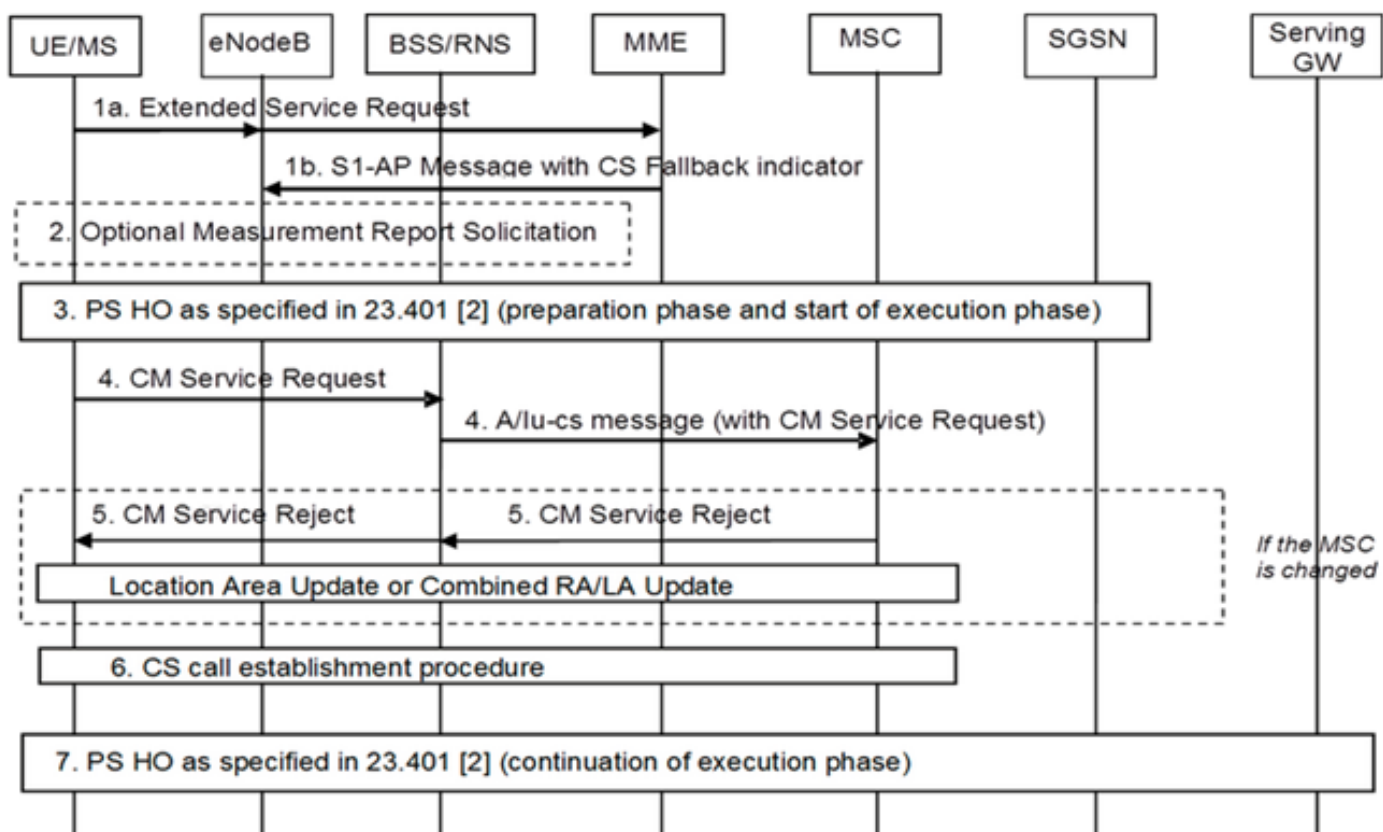 UE/MS
eNodeB
BSS/RNS
MME
MSC
SGSN
Serving
GW
1a. Extended Service Request
1b. S1-AP Message with CS Fallback indicator
2. Optional Measurement Report Solicitation
3. PS HO as specified in 23.401 [2] (preparation phase and start of execution phase)
4. CM Service Request
4. A/Iu-cs message (with CM Service Request)
5. CM Service Reject
5. CM Service Reject
If the MSC
is changed
Location Area Update or Combined RA/LA Update
6. CS call establishment procedure
7. PS HO as specified in 23.401 [2] (continuation of execution phase)